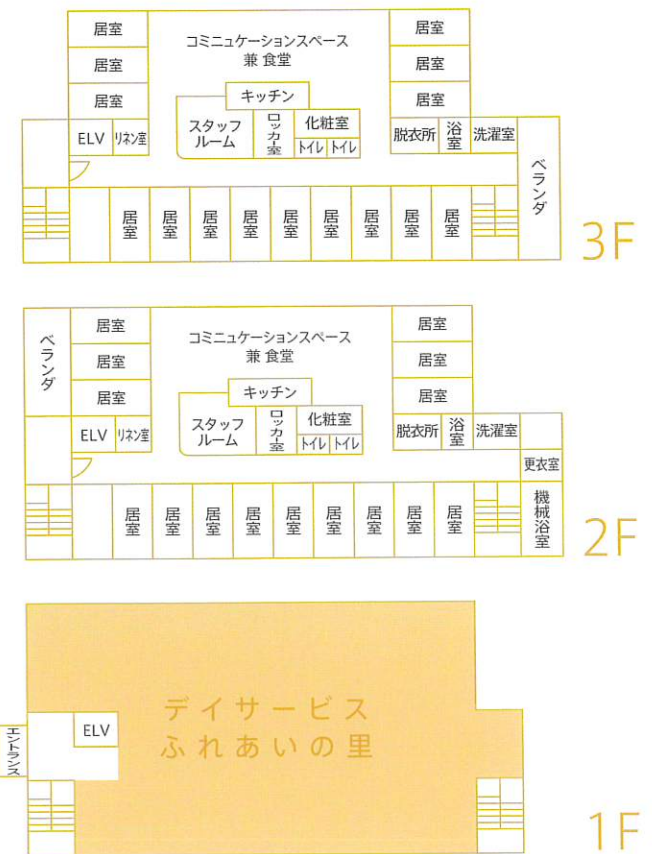 居室
コミュニケーションスペース
兼 食堂
居室
居室
居室
居室
居室
キッチン
スタッフ
ルーム
ロッカー室
化粧室
トイレ トイレ
ELV リネン室
脱衣所 浴室 洗濯室
ベランダ
居室 居室 居室 居室 居室 居室 居室 居室 居室
3F
ベランダ
居室
コミュニケーションスペース
兼 食堂
居室
居室
居室
居室
居室
キッチン
スタッフ
ルーム
ロッカー室
化粧室
トイレ トイレ
ELV リネン室
脱衣所 浴室 洗濯室
更衣室
居室 居室 居室 居室 居室 居室 居室 居室 居室
機械浴室
2F
デイサービス
ふれあいの里
ELV
エントランス
1F